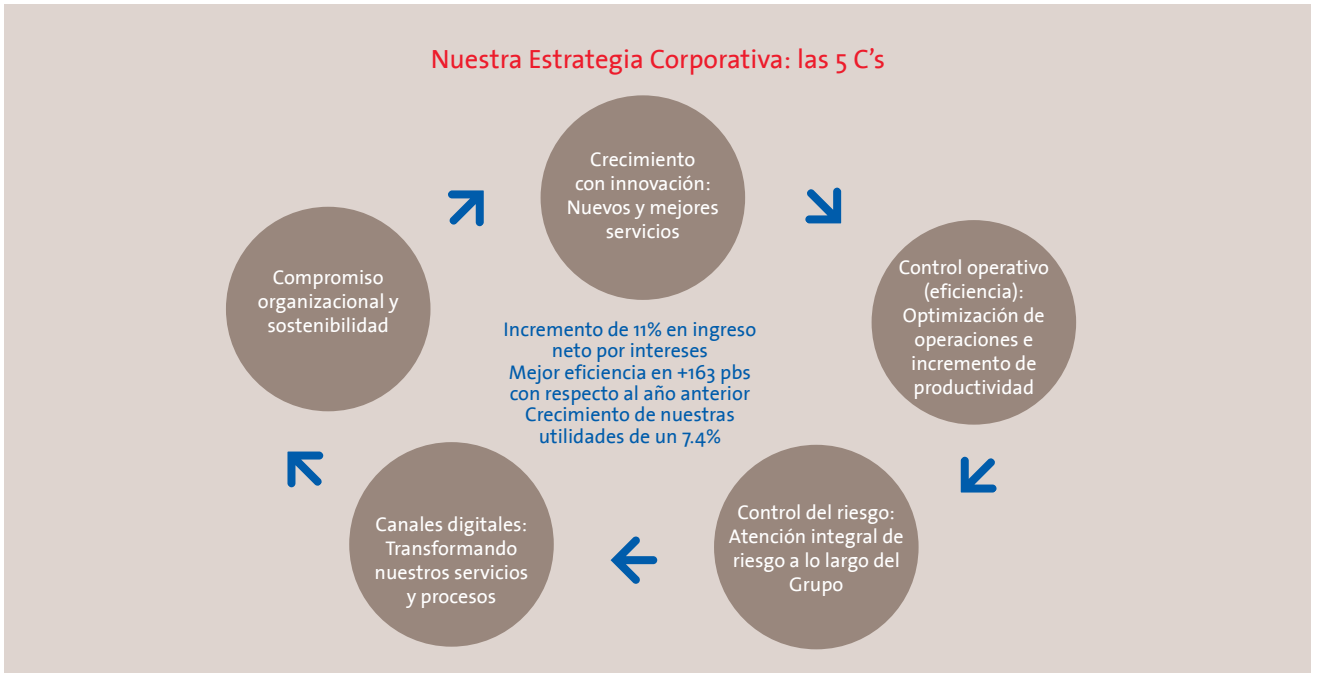 Nuestra Estrategia Corporativa: las 5 C’s
Crecimiento
con innovación:
Nuevos y mejores
servicios
Control operativo
(eficiencia):
Optimización de
operaciones e
incremento de
productividad
Control del riesgo:
Atención integral de
riesgo a lo largo del
Grupo
Canales digitales:
Transformando
nuestros servicios
y procesos
Compromiso
organizacional y
sostenibilidad
Incremento de 11% en ingreso
neto por intereses
Mejor eficiencia en +163 pbs
con respecto al año anterior
Crecimiento de nuestras
utilidades de un 7.4%